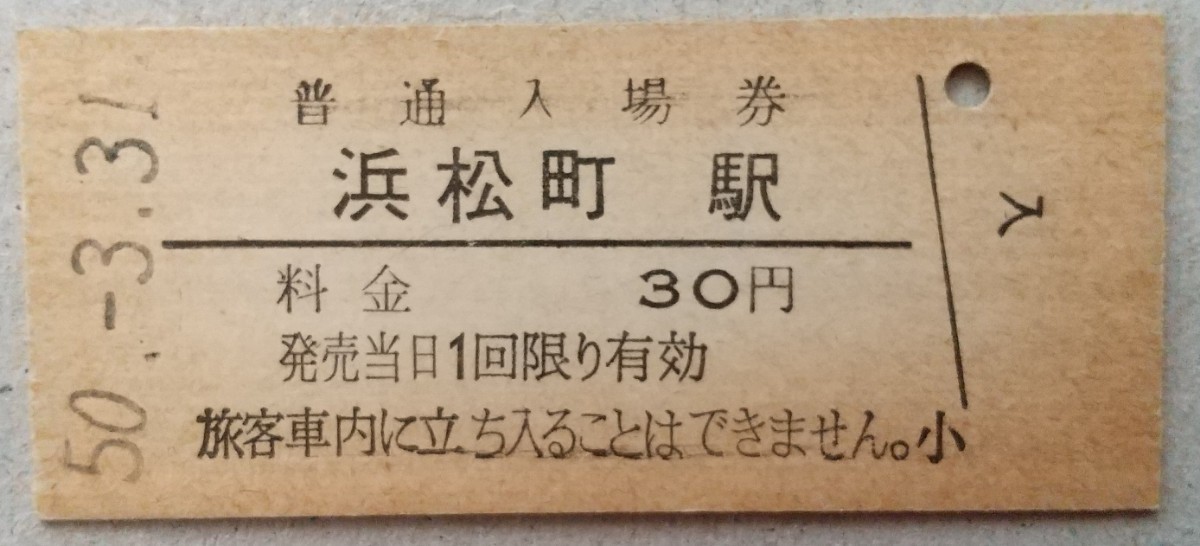 50.-3.31
普通入場券
浜松町 駅
料金 30円
発売当日1回限り有効
旅客車内に立ち入ることはできません。小
入